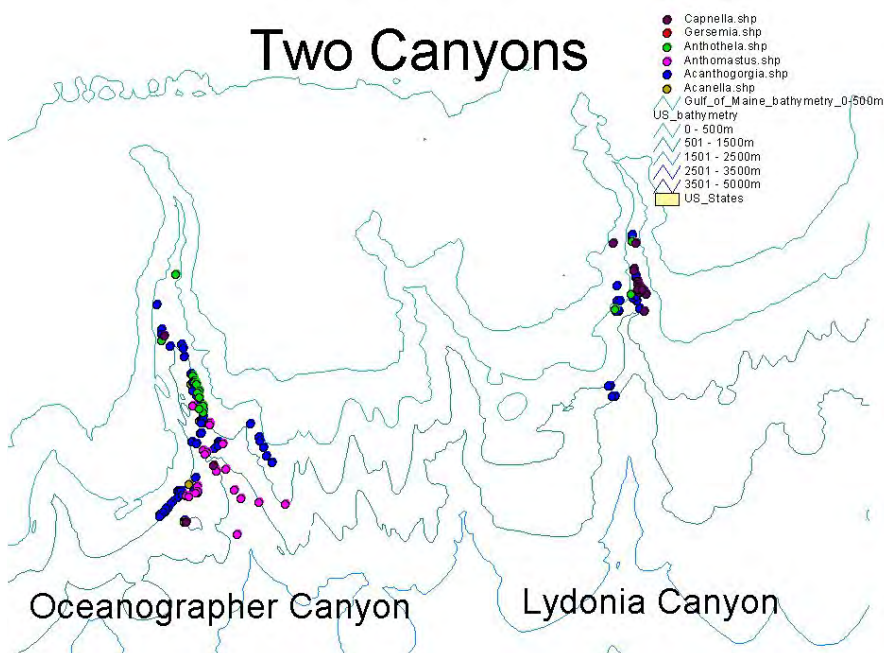 Two Canyons
Capnella.shp
Gersemia.shp
Anthothela.shp
Anthomastus.shp
Acanthogorgia.shp
Acanella.shp
Gulf_of_Maine_bathymetry_0-500m
US_bathymetry
0 - 500m
501 - 1500m
1501 - 2500m
2501 - 3500m
3501 - 5000m
US_States
Oceanographer Canyon
Lydonia Canyon